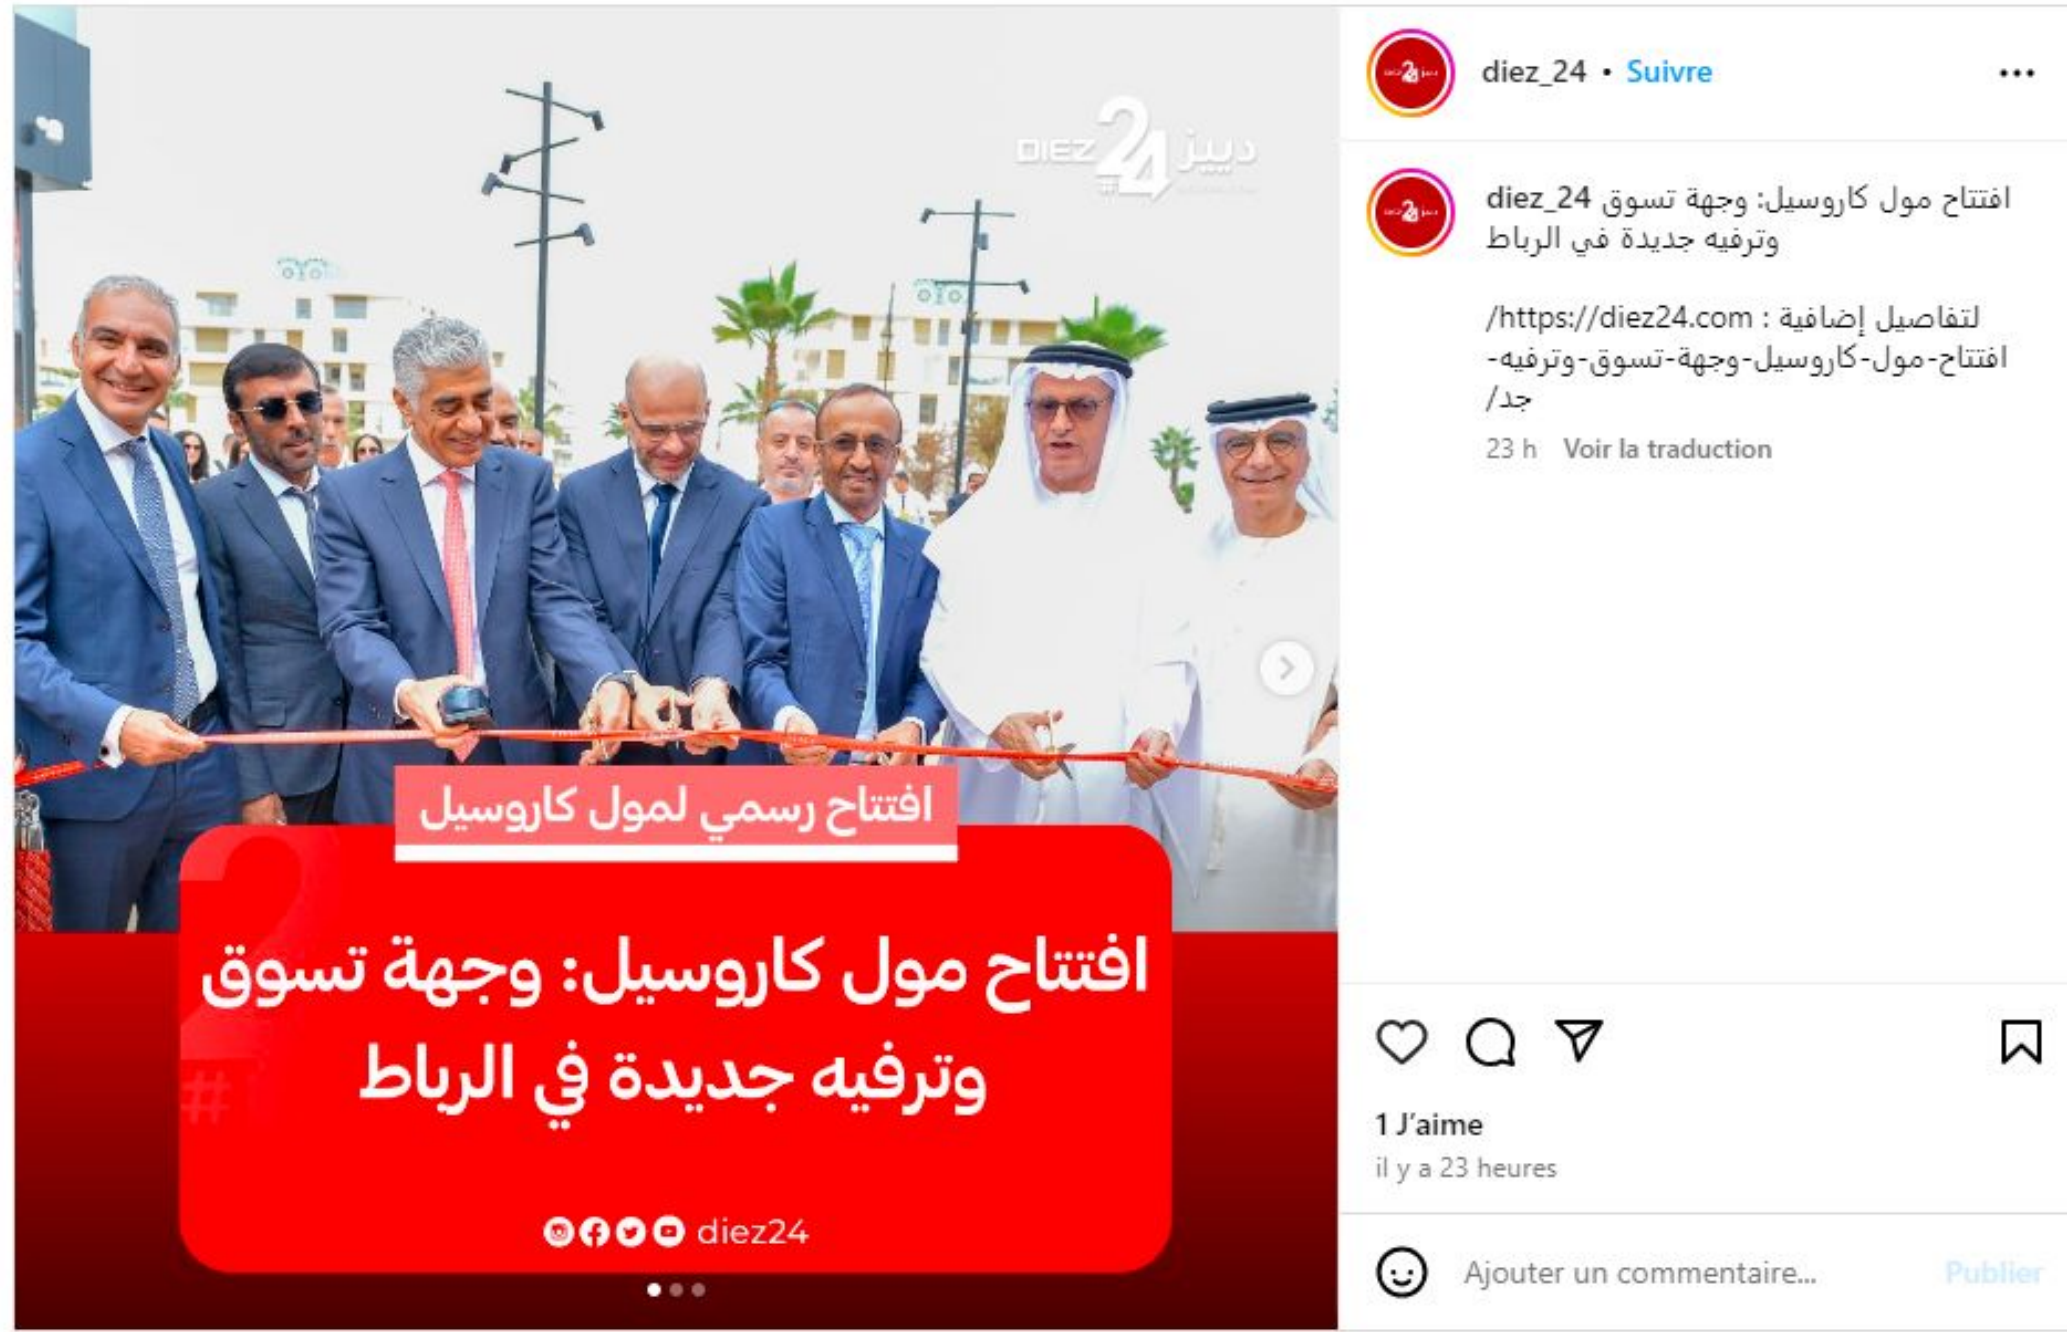 DIEZ 24 دييز
افتتاح رسمي لمول كاروسيل
افتتاح مول كاروسيل: وجهة تسوق
وترفيه جديدة في الرباط
diez24
diez_24 • Suivre
diez_24 افتتاح مول كاروسيل: وجهة تسوق
وترفيه جديدة في الرباط
لتفاصيل إضافية : https://diez24.com/
افتتاح-مول-كاروسيل-وجهة-تسوق-وترفيه-
جد/
23 h Voir la traduction
1 J’aime
il y a 23 heures
Ajouter un commentaire... Publier